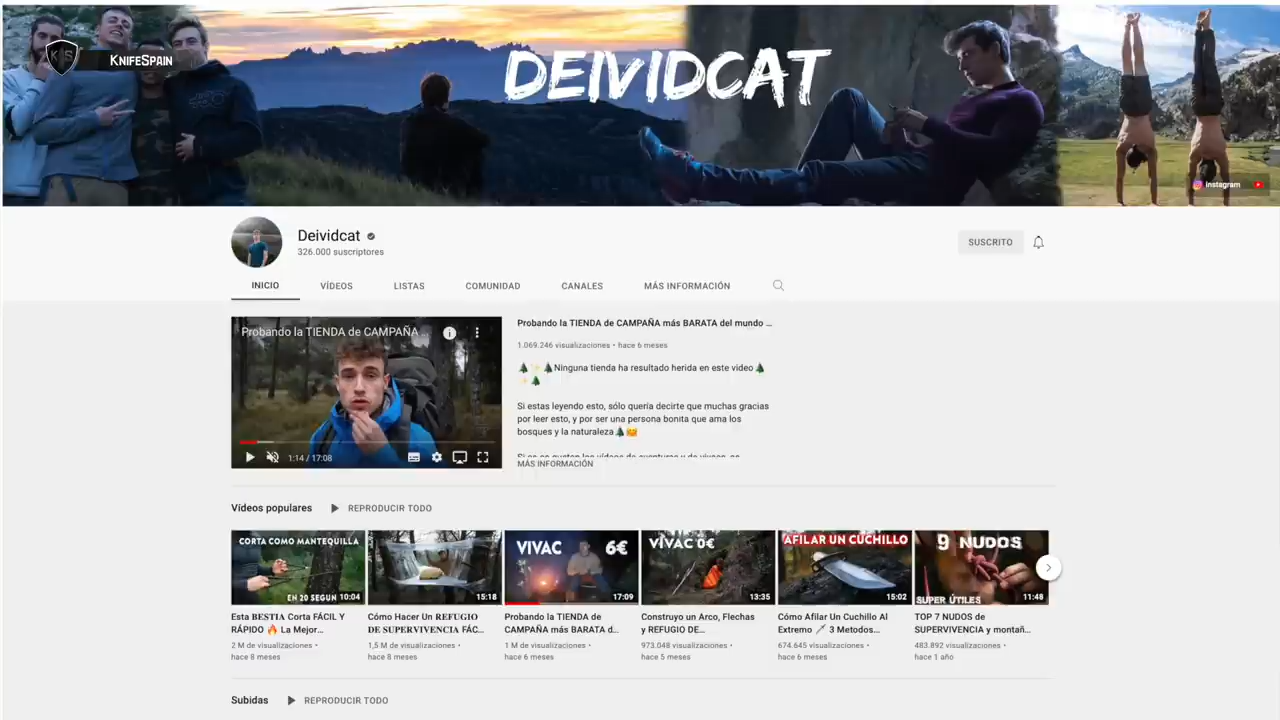 KS
KNIFESPAIN
DEIVIDCAT
Instagram
Deividcat
326.000 suscriptores
SUSCRITO
INICIO
VÍDEOS
LISTAS
COMUNIDAD
CANALES
MÁS INFORMACIÓN
Probando la TIENDA de CAMPAÑA ...
1:14 / 17:08
Probando la TIENDA de CAMPAÑA más BARATA del mundo ...
1.069.246 visualizaciones • hace 6 meses
🌲✨🌲Ninguna tienda ha resultado herida en este video🌲
✨🌲
Si estas leyendo esto, sólo quería decirte que muchas gracias
por leer esto, y por ser una persona bonita que ama los
bosques y la naturaleza🌲🤗
MÁS INFORMACIÓN
Vídeos populares
REPRODUCIR TODO
CORTA COMO MANTEQUILLA
EN 20 SEGUN
10:04
Esta BESTIA Corta FÁCIL Y
RÁPIDO 🔥 La Mejor...
2 M de visualizaciones •
hace 8 meses
15:18
Cómo Hacer Un REFUGIO
DE SUPERVIVENCIA FÁC...
1,5 M de visualizaciones •
hace 8 meses
VIVAC 6€
17:09
Probando la TIENDA de
CAMPAÑA más BARATA d...
1 M de visualizaciones •
hace 6 meses
VIVAC 0€
13:35
Construyo un Arco, Flechas
y REFUGIO DE...
973.048 visualizaciones •
hace 5 meses
AFILAR UN CUCHILLO
15:02
Cómo Afilar Un Cuchillo Al
Extremo 🗡 3 Metodos...
674.645 visualizaciones •
hace 6 meses
9 NUDOS
SUPER ÚTILES
11:48
TOP 7 NUDOS de
SUPERVIVENCIA y montañ...
483.892 visualizaciones •
hace 1 año
Subidas
REPRODUCIR TODO